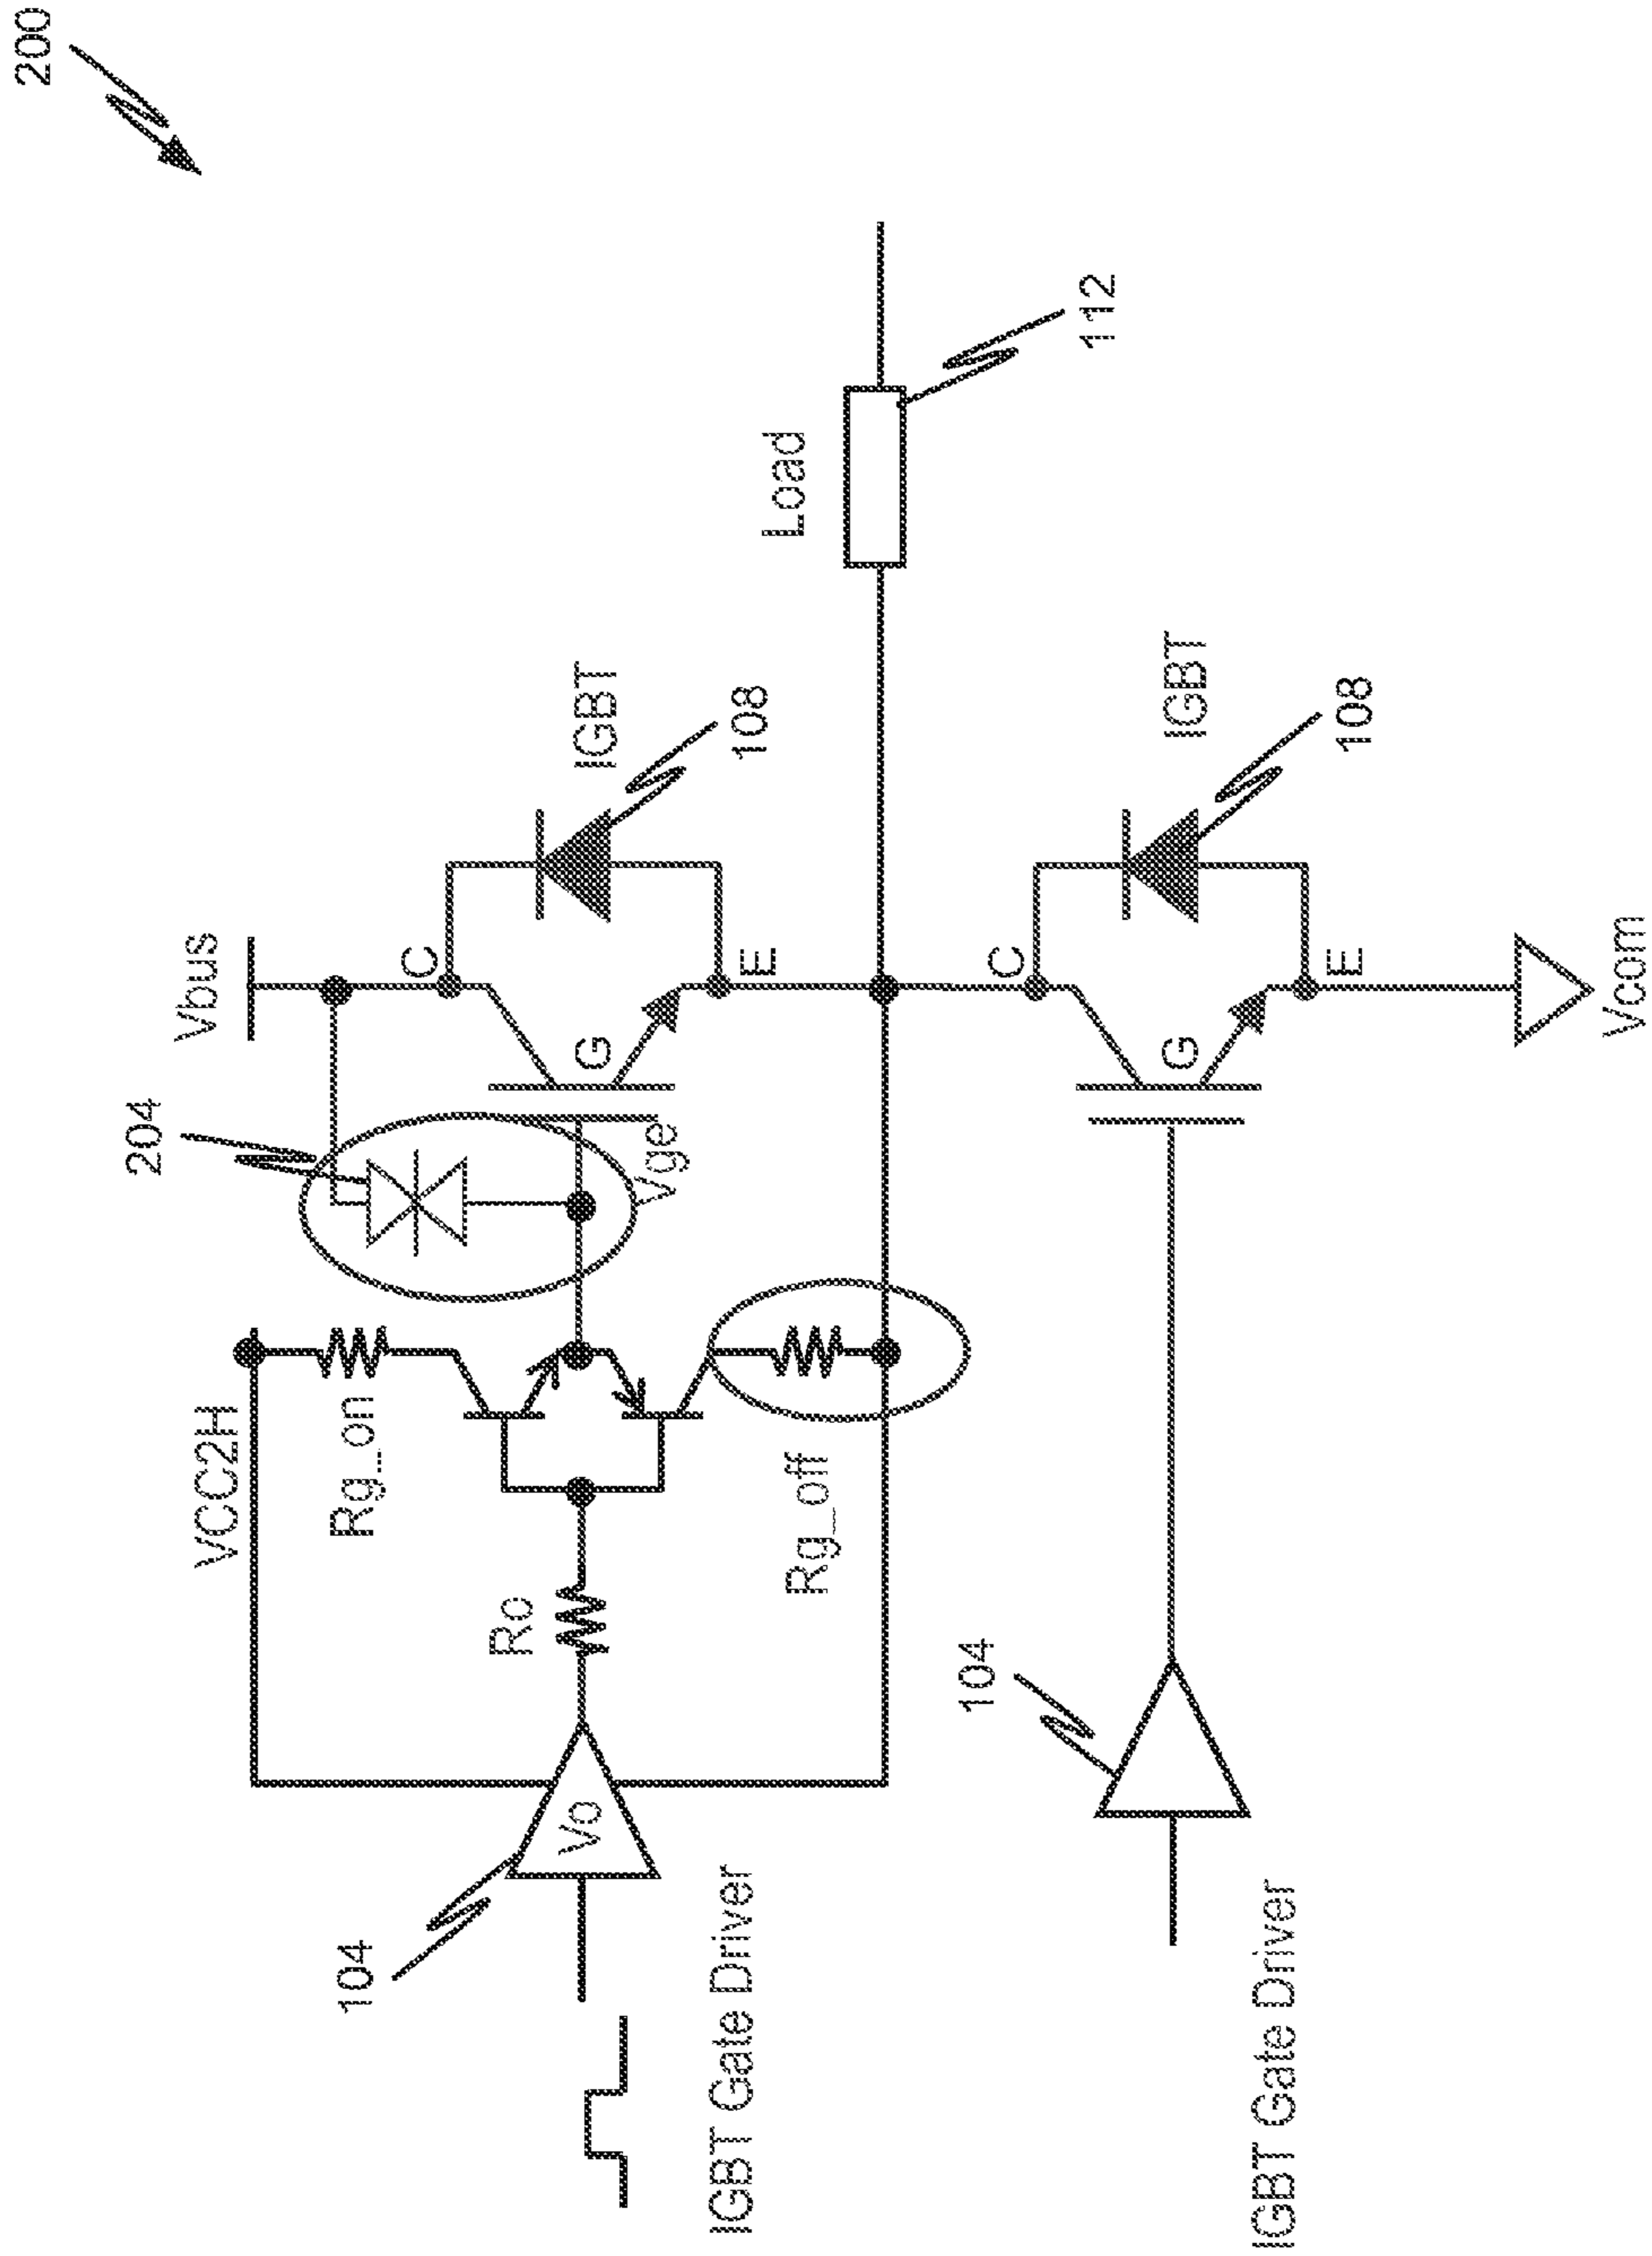 200
204
Vbus
VCC2H
Rg_on
C
IGBT
108
104
Vo
Ro
G
Vge
E
Load
112
Rg_off
IGBT Gate Driver
104
C
G
IGBT
108
E
IGBT Gate Driver
Vcom